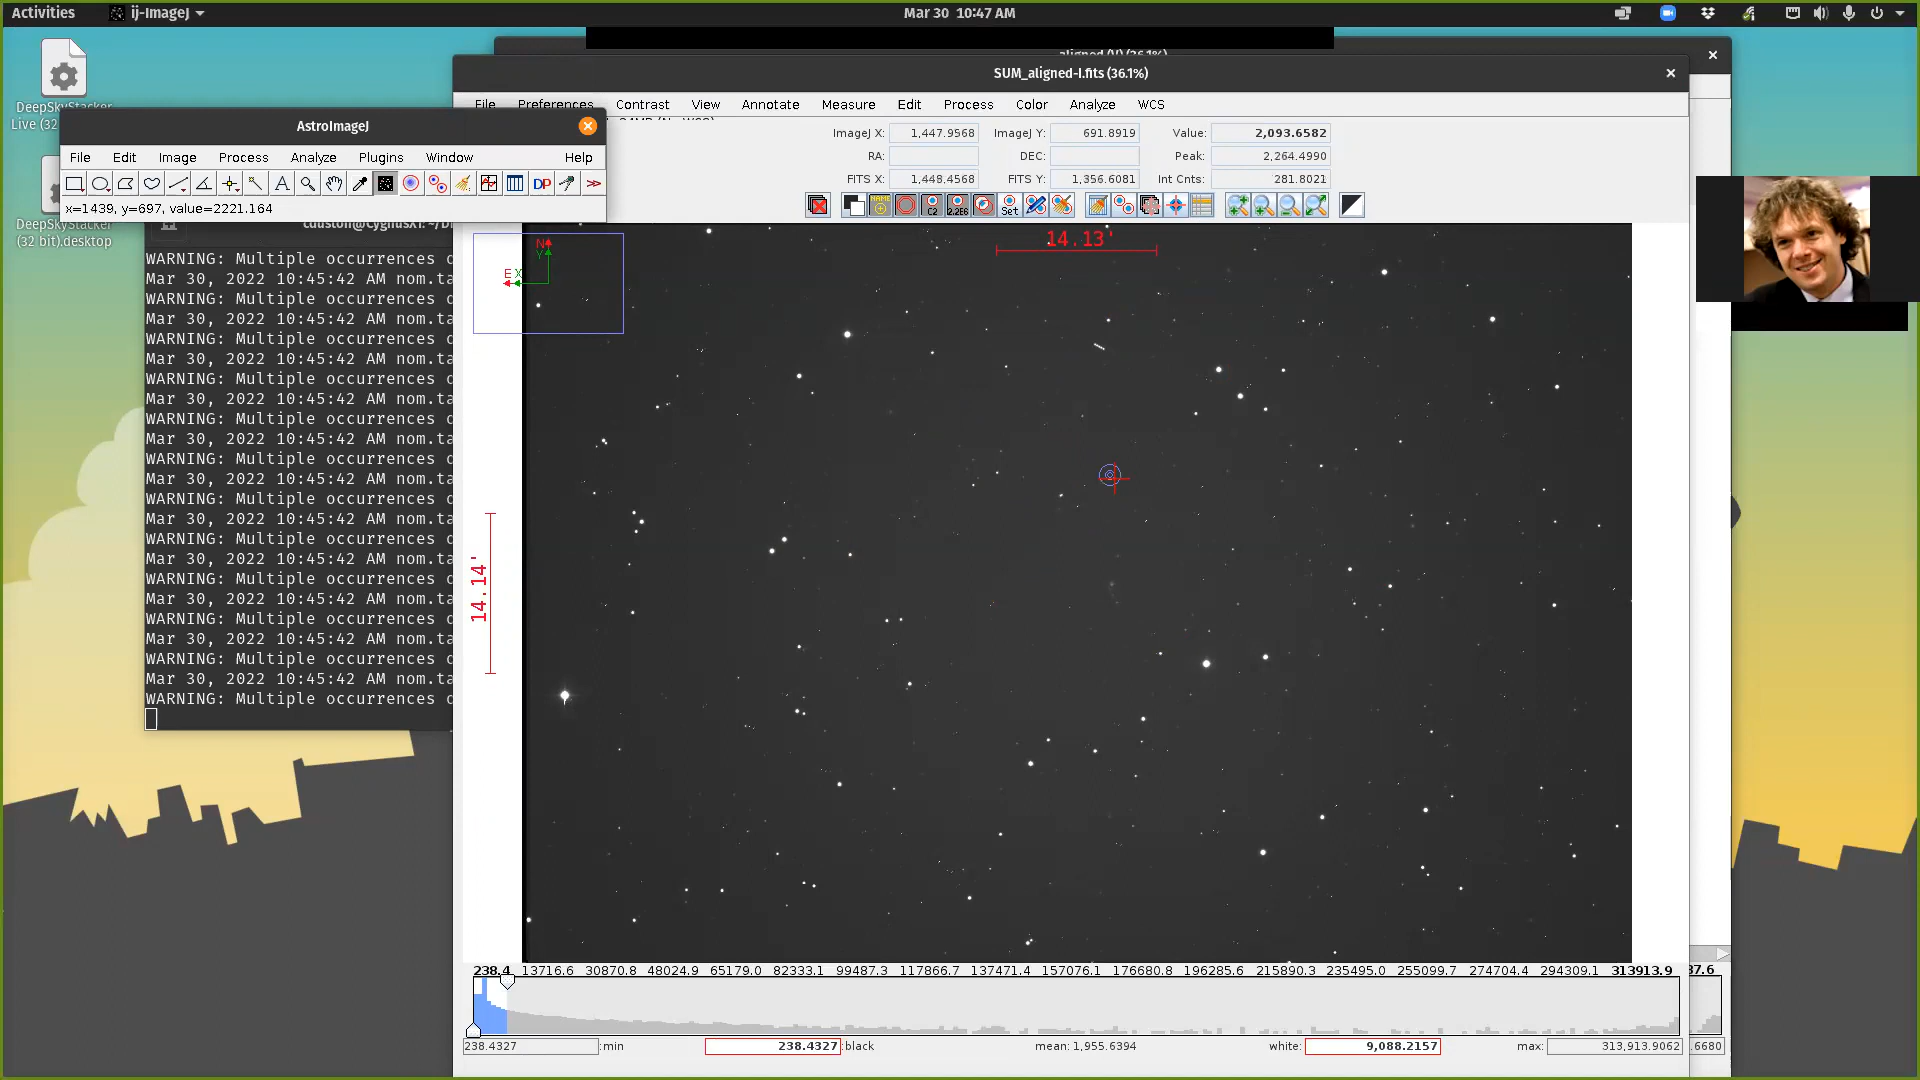 Activities
ij-ImageJ
Mar 30 10:47 AM
SUM_aligned-I.fits (36.1%)
File Preferences Contrast View Annotate Measure Edit Process Color Analyze WCS
DeepSkyStacker
Live (32
AstroImageJ
File Edit Image Process Analyze Plugins Window Help
x=1439, y=697, value=2221.164
ImageJ X: 1,447.9568 ImageJ Y: 691.8919 Value: 2,093.6582
RA: DEC: Peak: 2,264.4990
FITS X: 1,448.4568 FITS Y: 1,356.6081 Int Cnts: 281.8021
DeepSkyStacker
(32 bit).desktop
WARNING: Multiple occurrences
Mar 30, 2022 10:45:42 AM nom.ta
WARNING: Multiple occurrences
Mar 30, 2022 10:45:42 AM nom.ta
WARNING: Multiple occurrences
Mar 30, 2022 10:45:42 AM nom.ta
WARNING: Multiple occurrences
Mar 30, 2022 10:45:42 AM nom.ta
WARNING: Multiple occurrences
Mar 30, 2022 10:45:42 AM nom.ta
WARNING: Multiple occurrences
Mar 30, 2022 10:45:42 AM nom.ta
WARNING: Multiple occurrences
Mar 30, 2022 10:45:42 AM nom.ta
WARNING: Multiple occurrences
Mar 30, 2022 10:45:42 AM nom.ta
WARNING: Multiple occurrences
Mar 30, 2022 10:45:42 AM nom.ta
WARNING: Multiple occurrences
Mar 30, 2022 10:45:42 AM nom.ta
WARNING: Multiple occurrences
Mar 30, 2022 10:45:42 AM nom.ta
WARNING: Multiple occurrences
N
Y
E X
14.13'
14.14'
238.4 13716.6 30870.8 48024.9 65179.0 82333.1 99487.3 117866.7 137471.4 157076.1 176680.8 196285.6 215890.3 235495.0 255099.7 274704.4 294309.1 313913.9
238.4327 :min 238.4327 :black mean: 1,955.6394 white: 9,088.2157 max: 313,913.9062